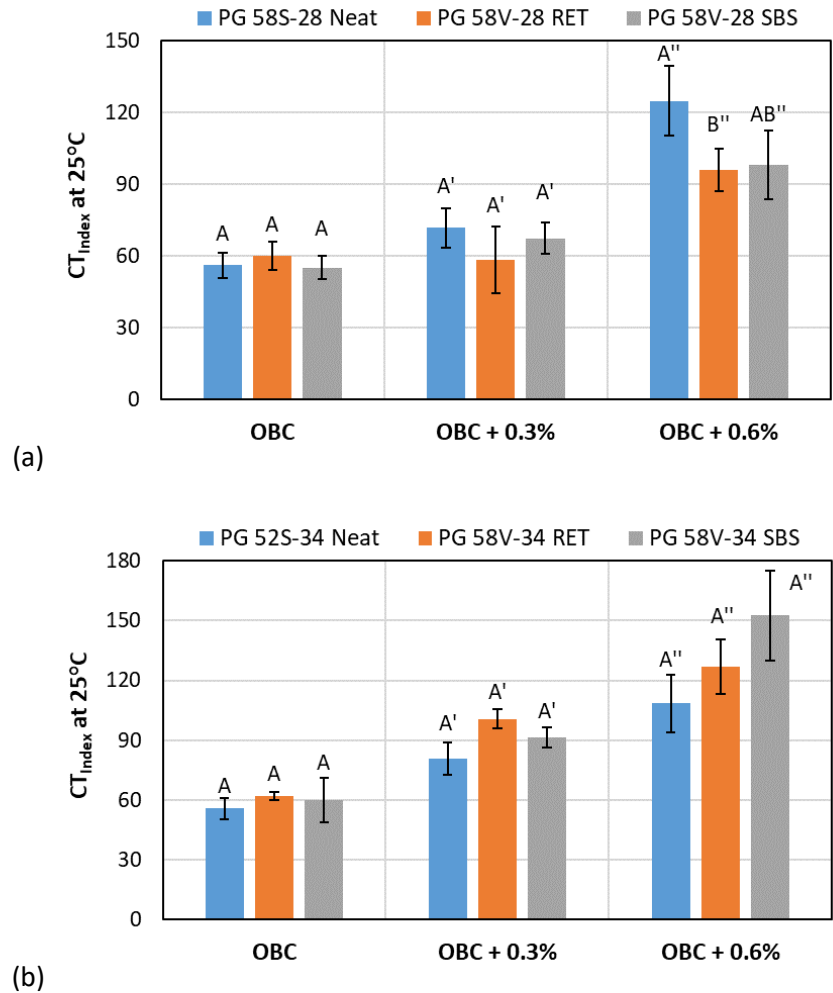 PG 58S-28 Neat PG 58V-28 RET PG 58V-28 SBS
150
120
90
60
30
0
CTIndex at 25°C
A A A
A' A' A'
A" B" AB"
OBC OBC + 0.3% OBC + 0.6%
(a)
PG 52S-34 Neat PG 58V-34 RET PG 58V-34 SBS
180
150
120
90
60
30
0
CTIndex at 25°C
A A A
A' A' A'
A" A" A"
OBC OBC + 0.3% OBC + 0.6%
(b)